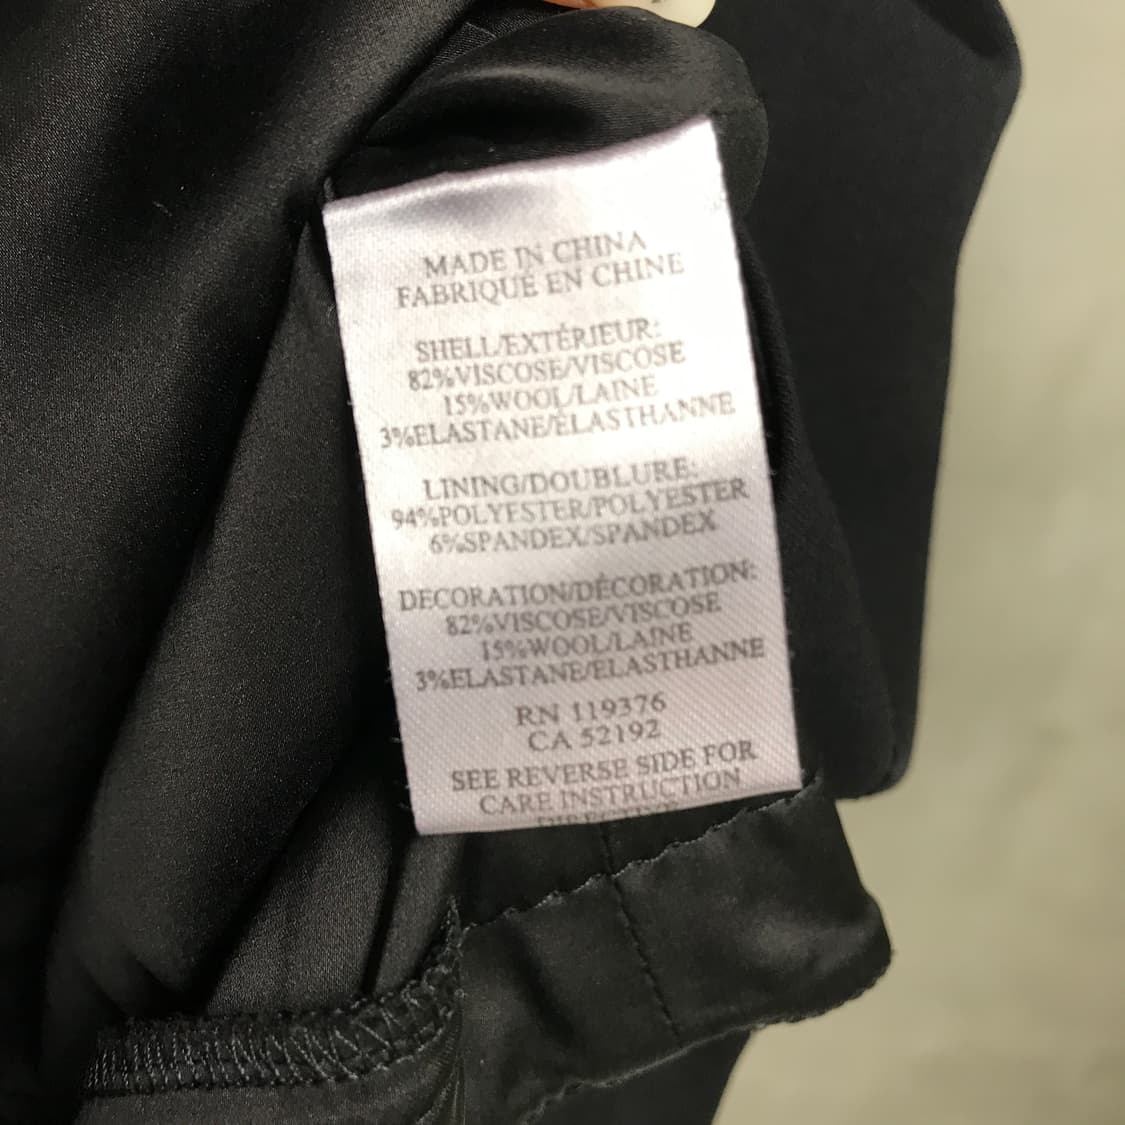 MADE IN CHINA
FABRIQUÉ EN CHINE
SHELL/EXTÉRIEUR:
82%VISCOSE/VISCOSE
15%WOOL/LAINE
3%ELASTANE/ÉLASTHANNE
LINING/DOUBLURE:
94%POLYESTER/POLYESTER
6%SPANDEX/SPANDEX
DECORATION/DÉCORATION:
82%VISCOSE/VISCOSE
15%WOOL/LAINE
3%ELASTANE/ELASTHANNE
RN 119376
CA 52192
SEE REVERSE SIDE FOR
CARE INSTRUCTION